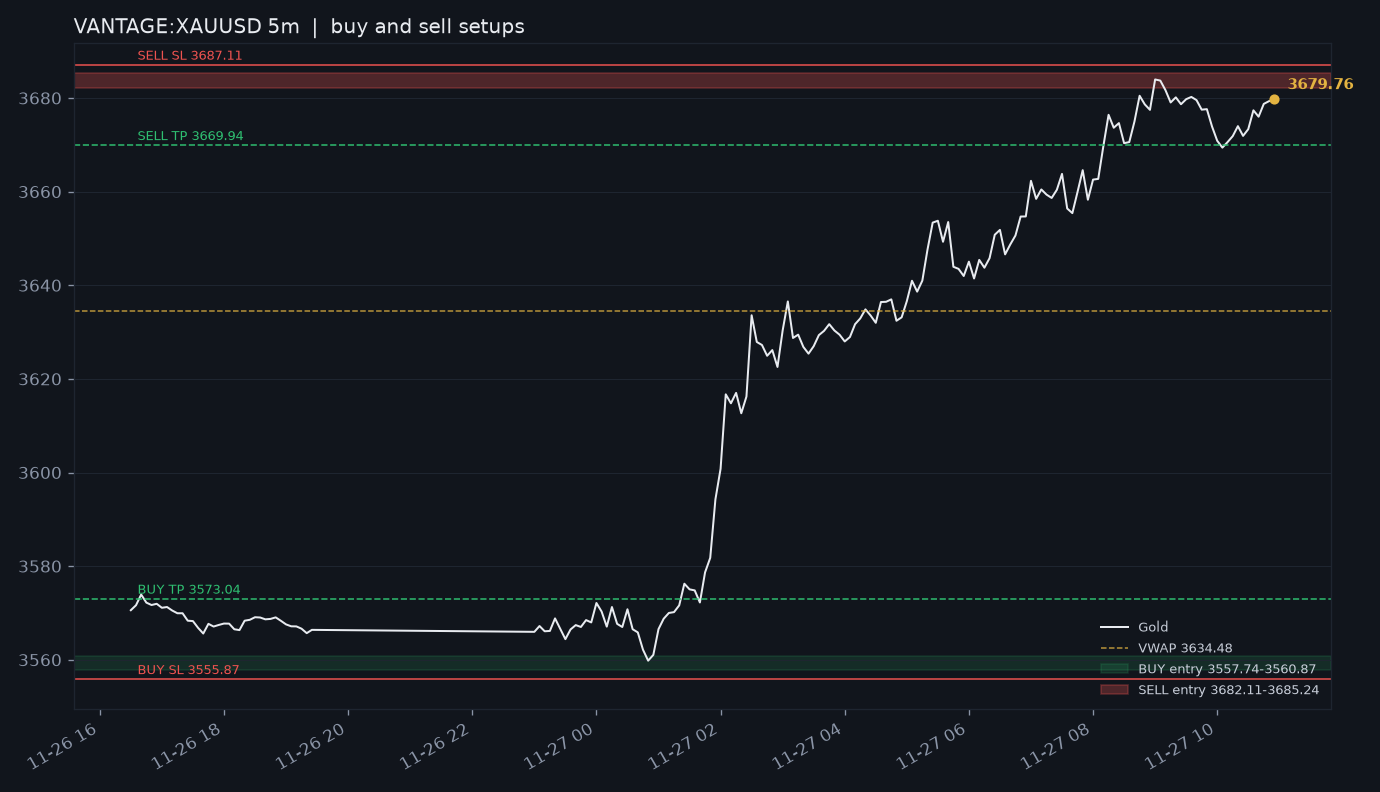 VANTAGE:XAUUSD 5m | buy and sell setups
SELL SL 3687.11
3679.76
3680
SELL TP 3669.94
3660
3640
3620
3600
3580
BUY TP 3573.04
3560
BUY SL 3555.87
Gold
VWAP 3634.48
BUY entry 3557.74-3560.87
SELL entry 3682.11-3685.24
11-26 16
11-26 18
11-26 20
11-26 22
11-27 00
11-27 02
11-27 04
11-27 06
11-27 08
11-27 10